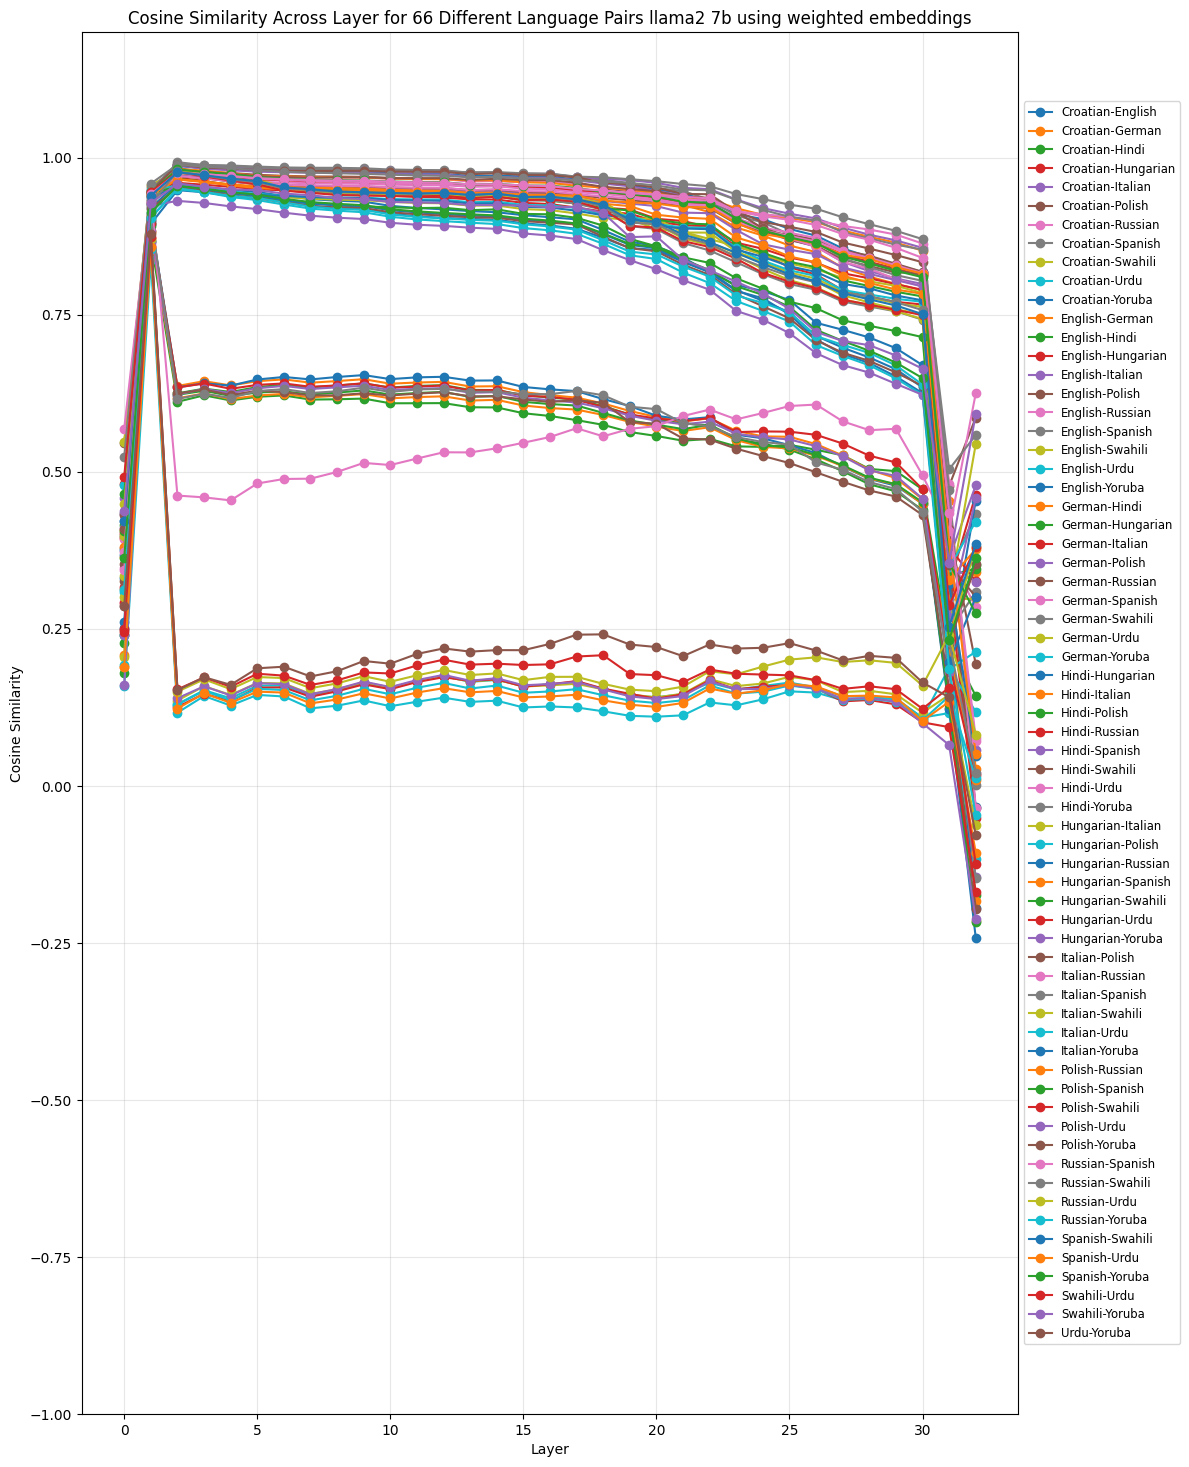 Cosine Similarity Across Layer for 66 Different Language Pairs llama2 7b using weighted embeddings
1.00
0.75
0.50
0.25
0.00
−0.25
−0.50
−0.75
−1.00
Cosine Similarity
0 5 10 15 20 25 30
Layer
Croatian-English
Croatian-German
Croatian-Hindi
Croatian-Hungarian
Croatian-Italian
Croatian-Polish
Croatian-Russian
Croatian-Spanish
Croatian-Swahili
Croatian-Urdu
Croatian-Yoruba
English-German
English-Hindi
English-Hungarian
English-Italian
English-Polish
English-Russian
English-Spanish
English-Swahili
English-Urdu
English-Yoruba
German-Hindi
German-Hungarian
German-Italian
German-Polish
German-Russian
German-Spanish
German-Swahili
German-Urdu
German-Yoruba
Hindi-Hungarian
Hindi-Italian
Hindi-Polish
Hindi-Russian
Hindi-Spanish
Hindi-Swahili
Hindi-Urdu
Hindi-Yoruba
Hungarian-Italian
Hungarian-Polish
Hungarian-Russian
Hungarian-Spanish
Hungarian-Swahili
Hungarian-Urdu
Hungarian-Yoruba
Italian-Polish
Italian-Russian
Italian-Spanish
Italian-Swahili
Italian-Urdu
Italian-Yoruba
Polish-Russian
Polish-Spanish
Polish-Swahili
Polish-Urdu
Polish-Yoruba
Russian-Spanish
Russian-Swahili
Russian-Urdu
Russian-Yoruba
Spanish-Swahili
Spanish-Urdu
Spanish-Yoruba
Swahili-Urdu
Swahili-Yoruba
Urdu-Yoruba